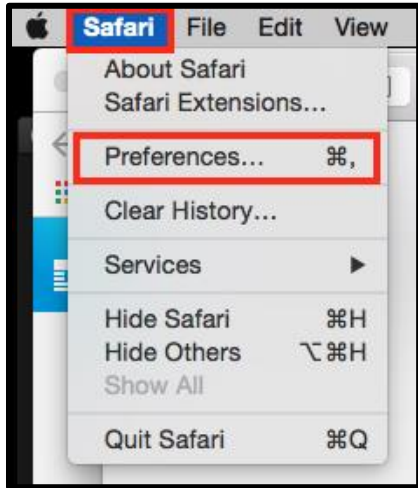 Safari File Edit View
About Safari
Safari Extensions...
Preferences... ⌘,
Clear History...
Services ▶
Hide Safari ⌘H
Hide Others ⌥⌘H
Show All
Quit Safari ⌘Q